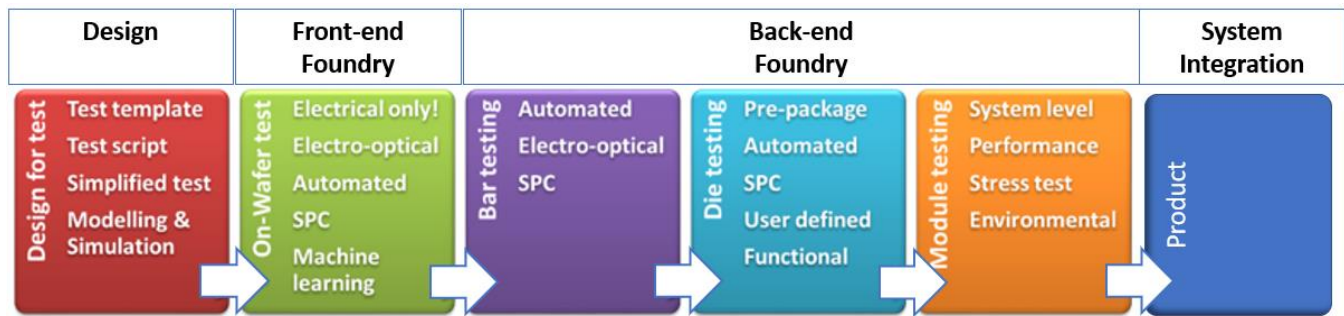 Design
Front-end
Foundry
Back-end
Foundry
System
Integration
Design for test
Test template
Test script
Simplified test
Modelling &
Simulation
On-Wafer test
Electrical only!
Electro-optical
Automated
SPC
Machine
learning
Bar testing
Automated
Electro-optical
SPC
Die testing
Pre-package
Automated
SPC
User defined
Functional
Module testing
System level
Performance
Stress test
Environmental
Product